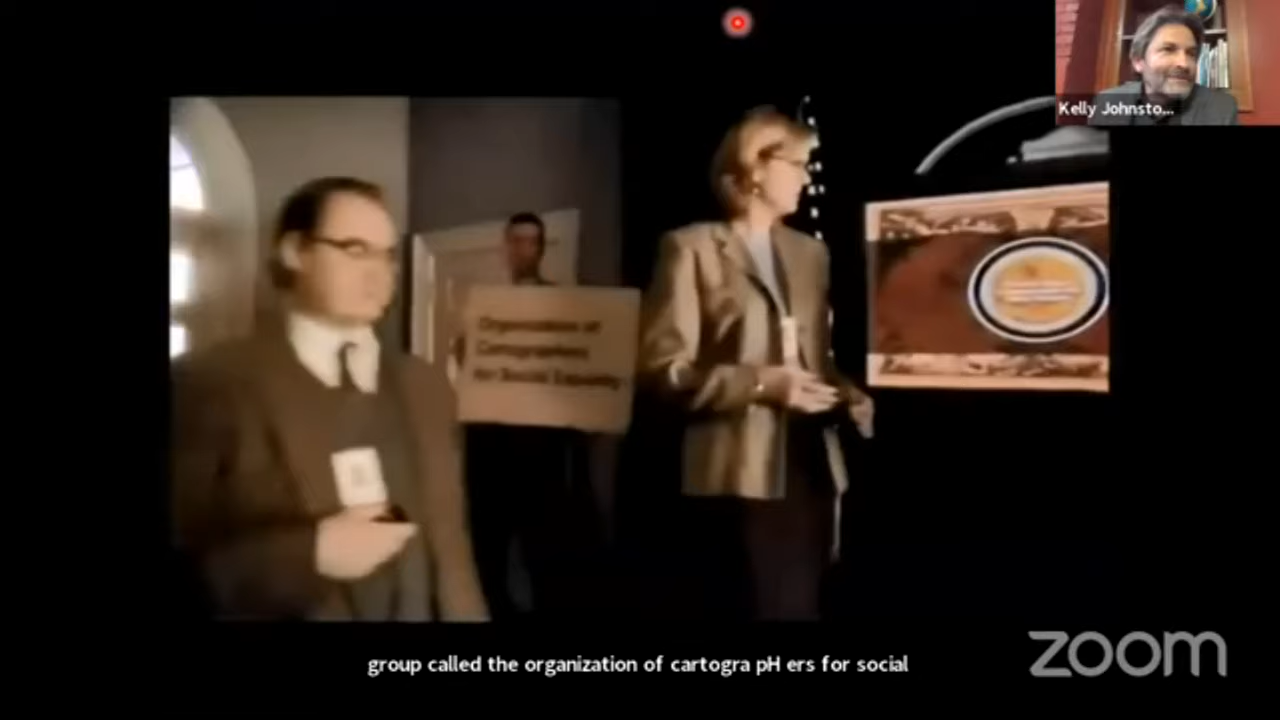 Kelly Johnsto...
Organization of
Cartographers
for Social Equality
group called the organization of cartogra pH ers for social
zoom